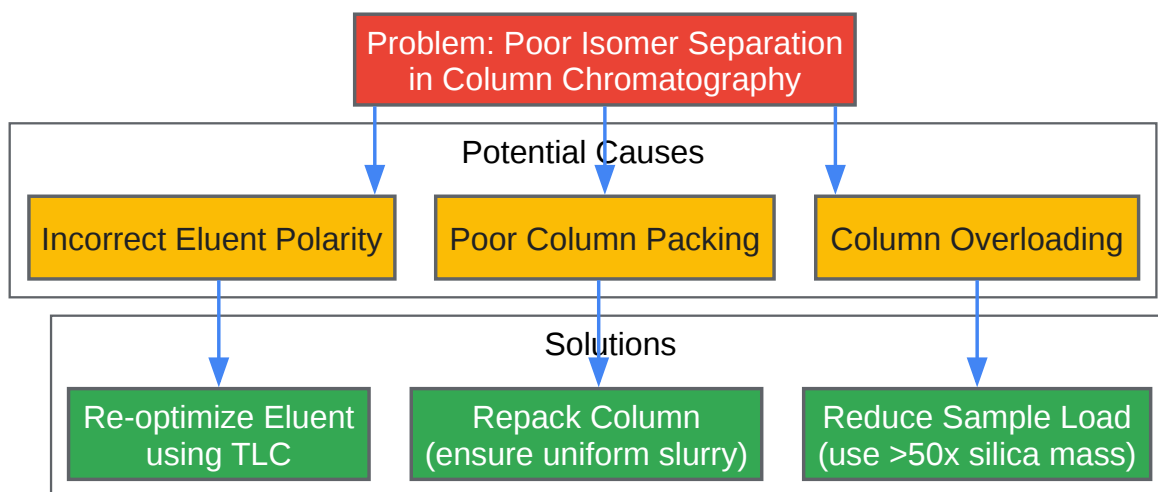 Problem: Poor Isomer Separation
in Column Chromatography
Potential Causes
Incorrect Eluent Polarity
Poor Column Packing
Column Overloading
Solutions
Re-optimize Eluent
using TLC
Repack Column
(ensure uniform slurry)
Reduce Sample Load
(use >50x silica mass)